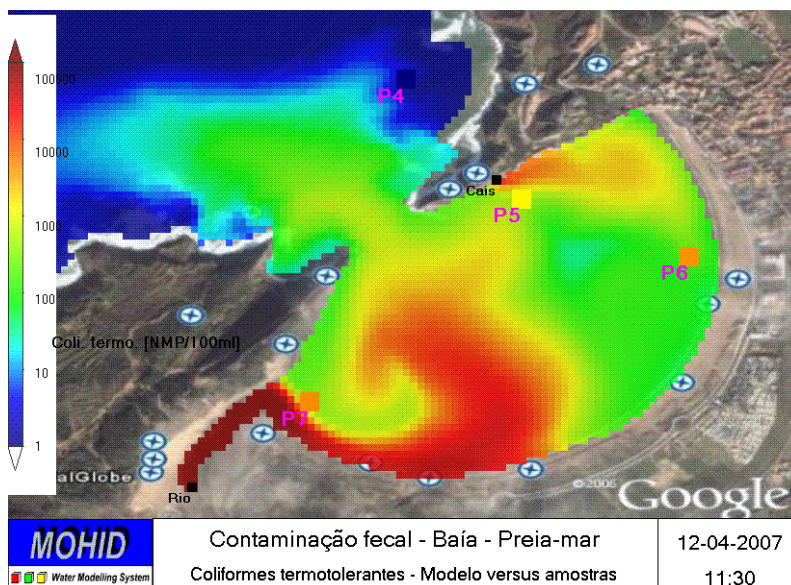 100000
10000
1000
100
10
1
P4
Cais
P5
P6
Coli. termo. [NMP/100ml]
P7
Rio
alGlobe
©2006 Google
MOHID
Water Modelling System
Contaminação fecal - Baía - Preia-mar
Coliformes termotolerantes - Modelo versus amostras
12-04-2007
11:30